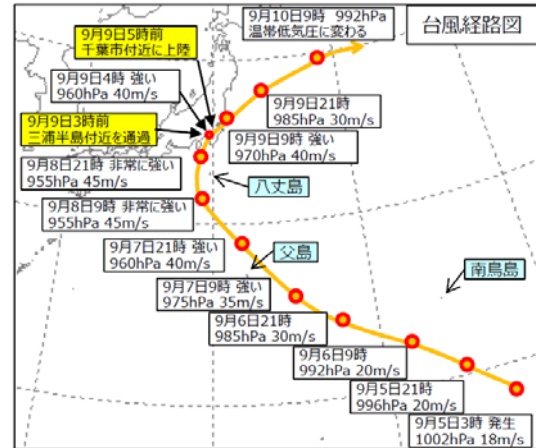 台風経路図
9月10日9時 992hPa
温帯低気圧に変わる
9月9日5時前
千葉市付近に上陸
9月9日4時 強い
960hPa 40m/s
9月9日3時前
三浦半島付近を通過
9月9日21時
985hPa 30m/s
9月9日9時 強い
970hPa 40m/s
9月8日21時 非常に強い
955hPa 45m/s
八丈島
9月8日9時 非常に強い
955hPa 45m/s
9月7日21時 強い
960hPa 40m/s
父島
南鳥島
9月7日9時 強い
975hPa 35m/s
9月6日21時
985hPa 30m/s
9月6日9時
992hPa 20m/s
9月5日21時
996hPa 20m/s
9月5日3時 発生
1002hPa 18m/s